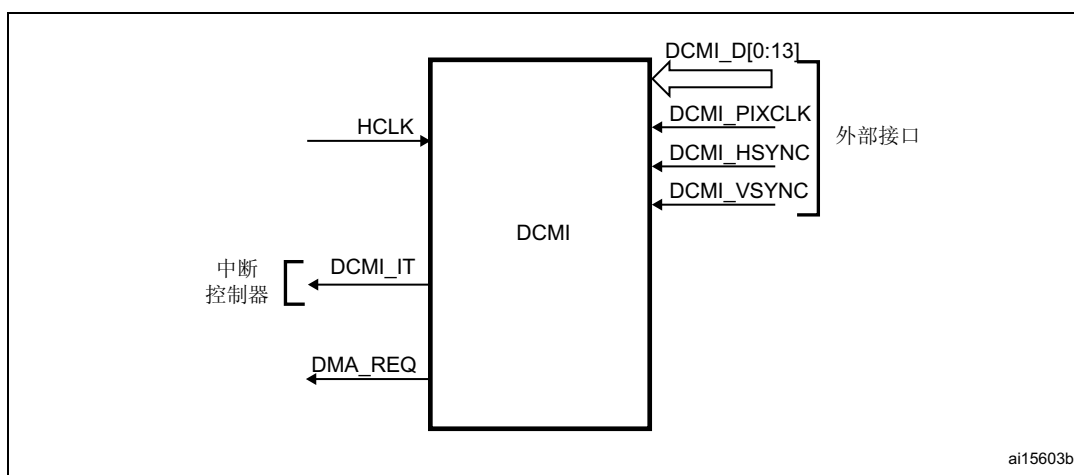 DCMI_D[0:13]
DCMI_PIXCLK
HCLK
外部接口
DCMI_HSYNC
DCMI_VSYNC
DCMI
中断
控制器
DCMI_IT
DMA_REQ
ai15603b